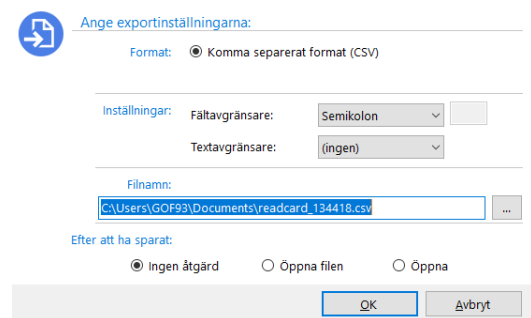 Ange exportinställningarna:
Format: Komma separerat format (CSV)
Inställningar: Fältavgränsare: Semikolon
Textavgränsare: (ingen)
Filnamn:
C:\Users\GOF93\Documents\readcard_134418.csv ...
Efter att ha sparat:
Ingen åtgärd Öppna filen Öppna
OK Avbryt